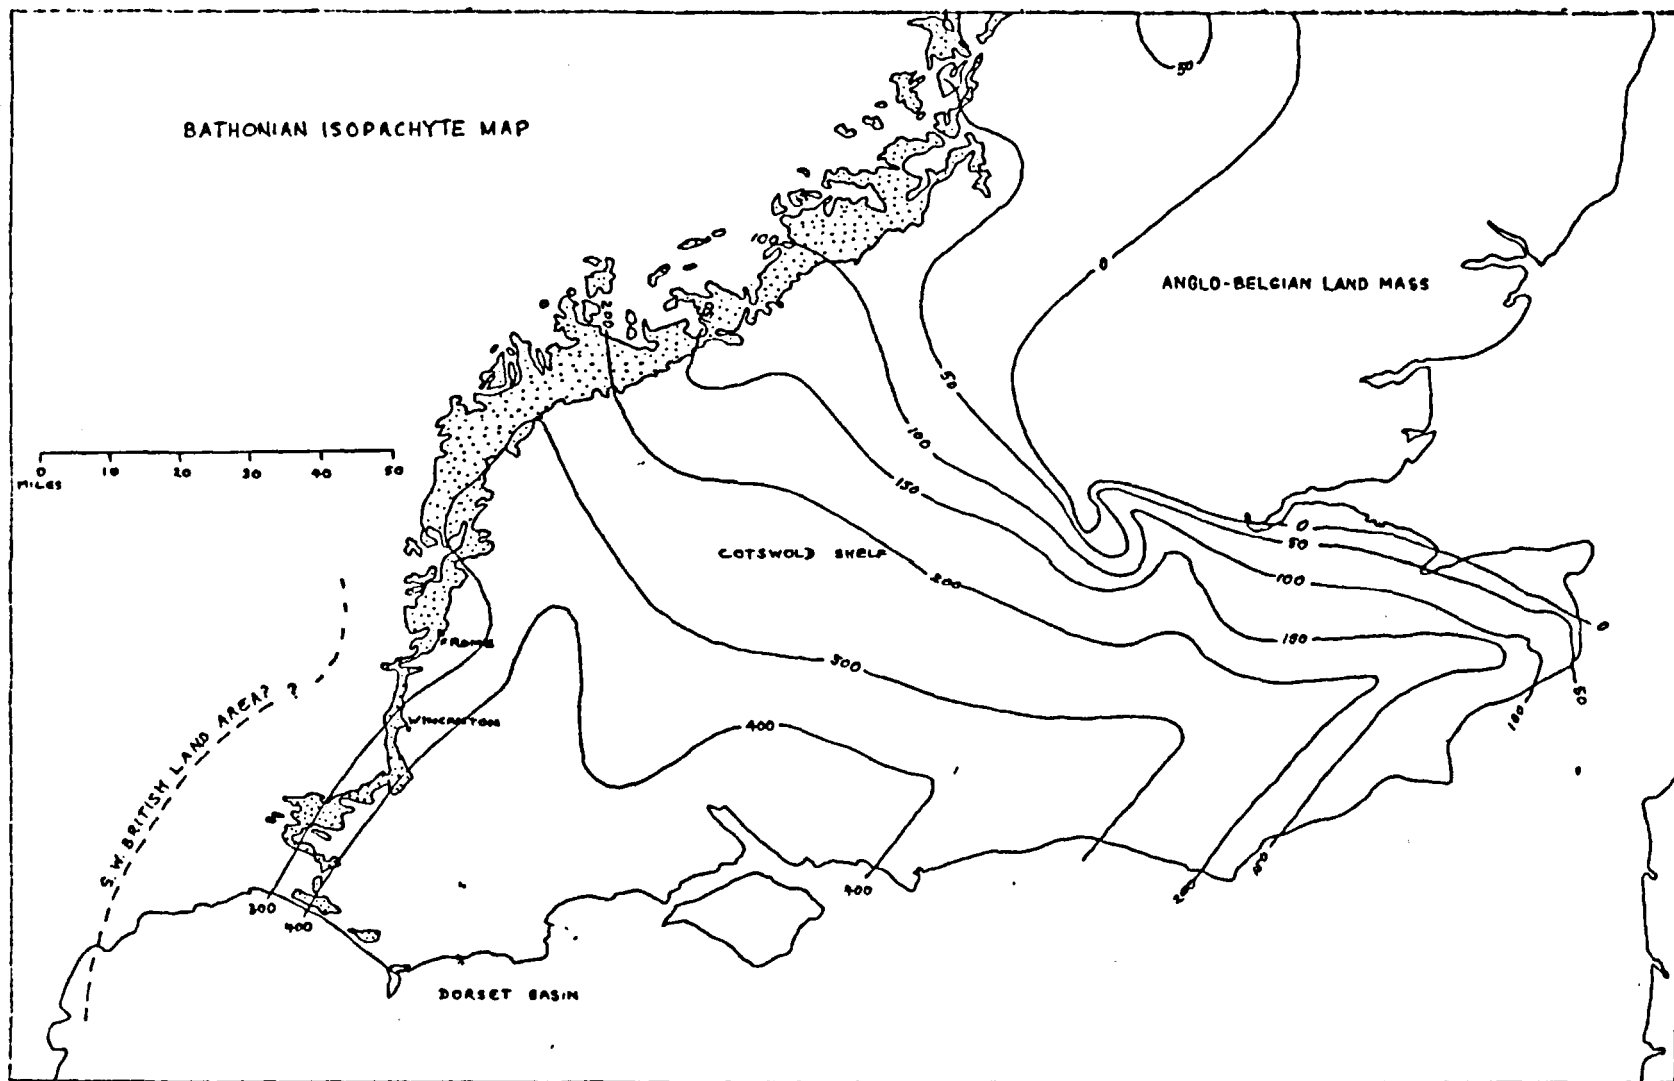 BATHONIAN ISOPACHYTE MAP
50
100
0
ANGLO-BELGIAN LAND MASS
200
150
50
0 10 20 30 40 50
MILES
100
150
0
50
COTSWOLD SHELF
100
200
0
150
FROME
300
S.W. BRITISH LAND AREA? ?
50
WINCANTON
400
100
100
400
200
300
400
DORSET BASIN